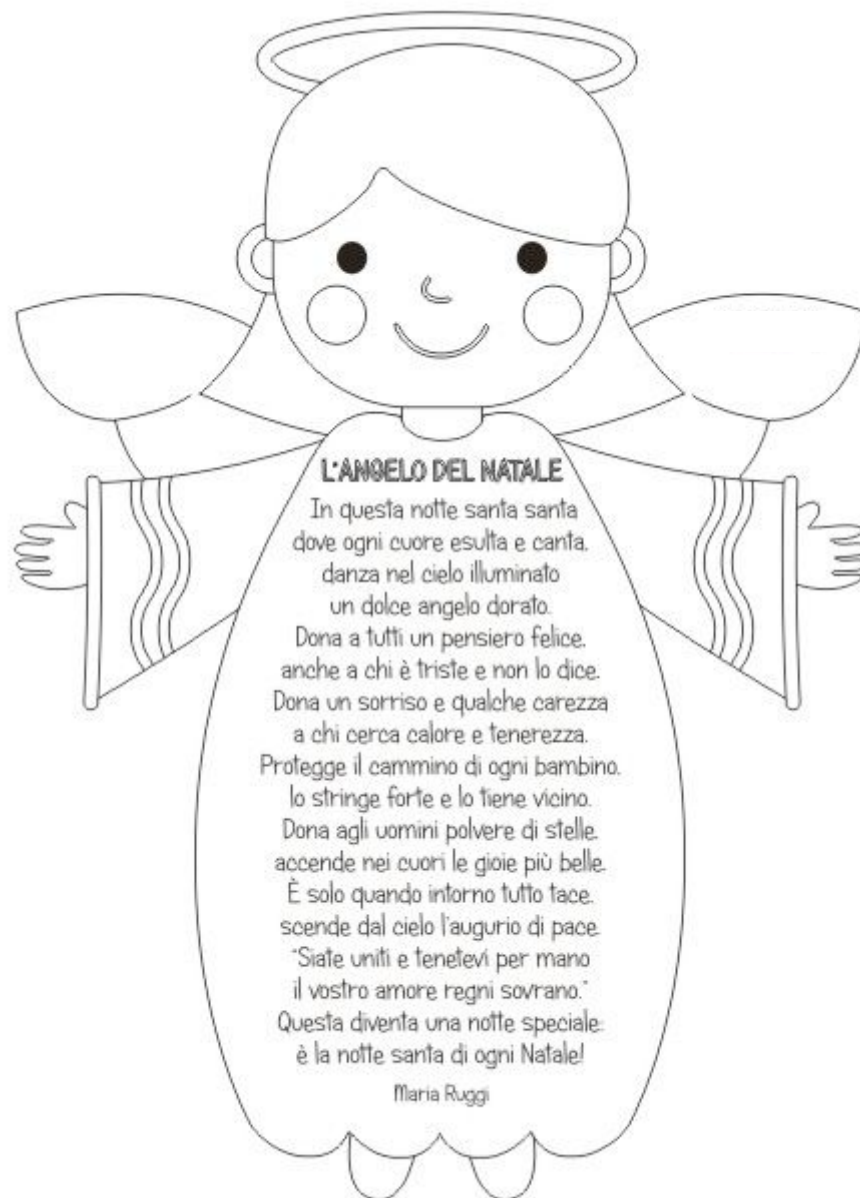 L'ANGELO DEL NATALE
In questa notte santa santa
dove ogni cuore esulta e canta,
danza nel cielo illuminato
un dolce angelo dorato.
Dona a tutti un pensiero felice,
anche a chi è triste e non lo dice.
Dona un sorriso e qualche carezza
a chi cerca calore e tenerezza.
Protegge il cammino di ogni bambino,
lo stringe forte e lo tiene vicino.
Dona agli uomini polvere di stelle,
accende nei cuori le gioie più belle.
È solo quando intorno tutto tace,
scende dal cielo l'augurio di pace.
"Siate uniti e tenetevi per mano
il vostro amore regni sovrano."
Questa diventa una notte speciale:
è la notte santa di ogni Natale!
Maria Ruggi